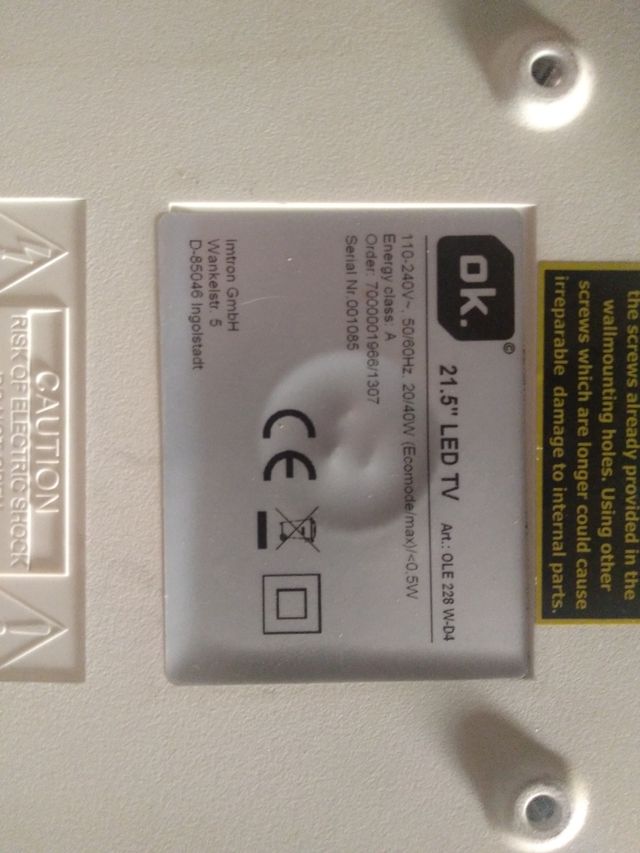 the screws already provided in the
wallmounting holes. Using other
screws which are longer could cause
irreparable damage to internal parts.
ok.
©
21.5" LED TV Art.: OLE 228 W-D4
110-240V~, 50/60Hz, 20/40W (Ecomode/max)/<0,5W
Energy class: A
Order: 7000001966/1307
Serial Nr.001085
CE
Imtron GmbH
Wankelstr. 5
D-85046 Ingolstadt
CAUTION
RISK OF ELECTRIC SHOCK